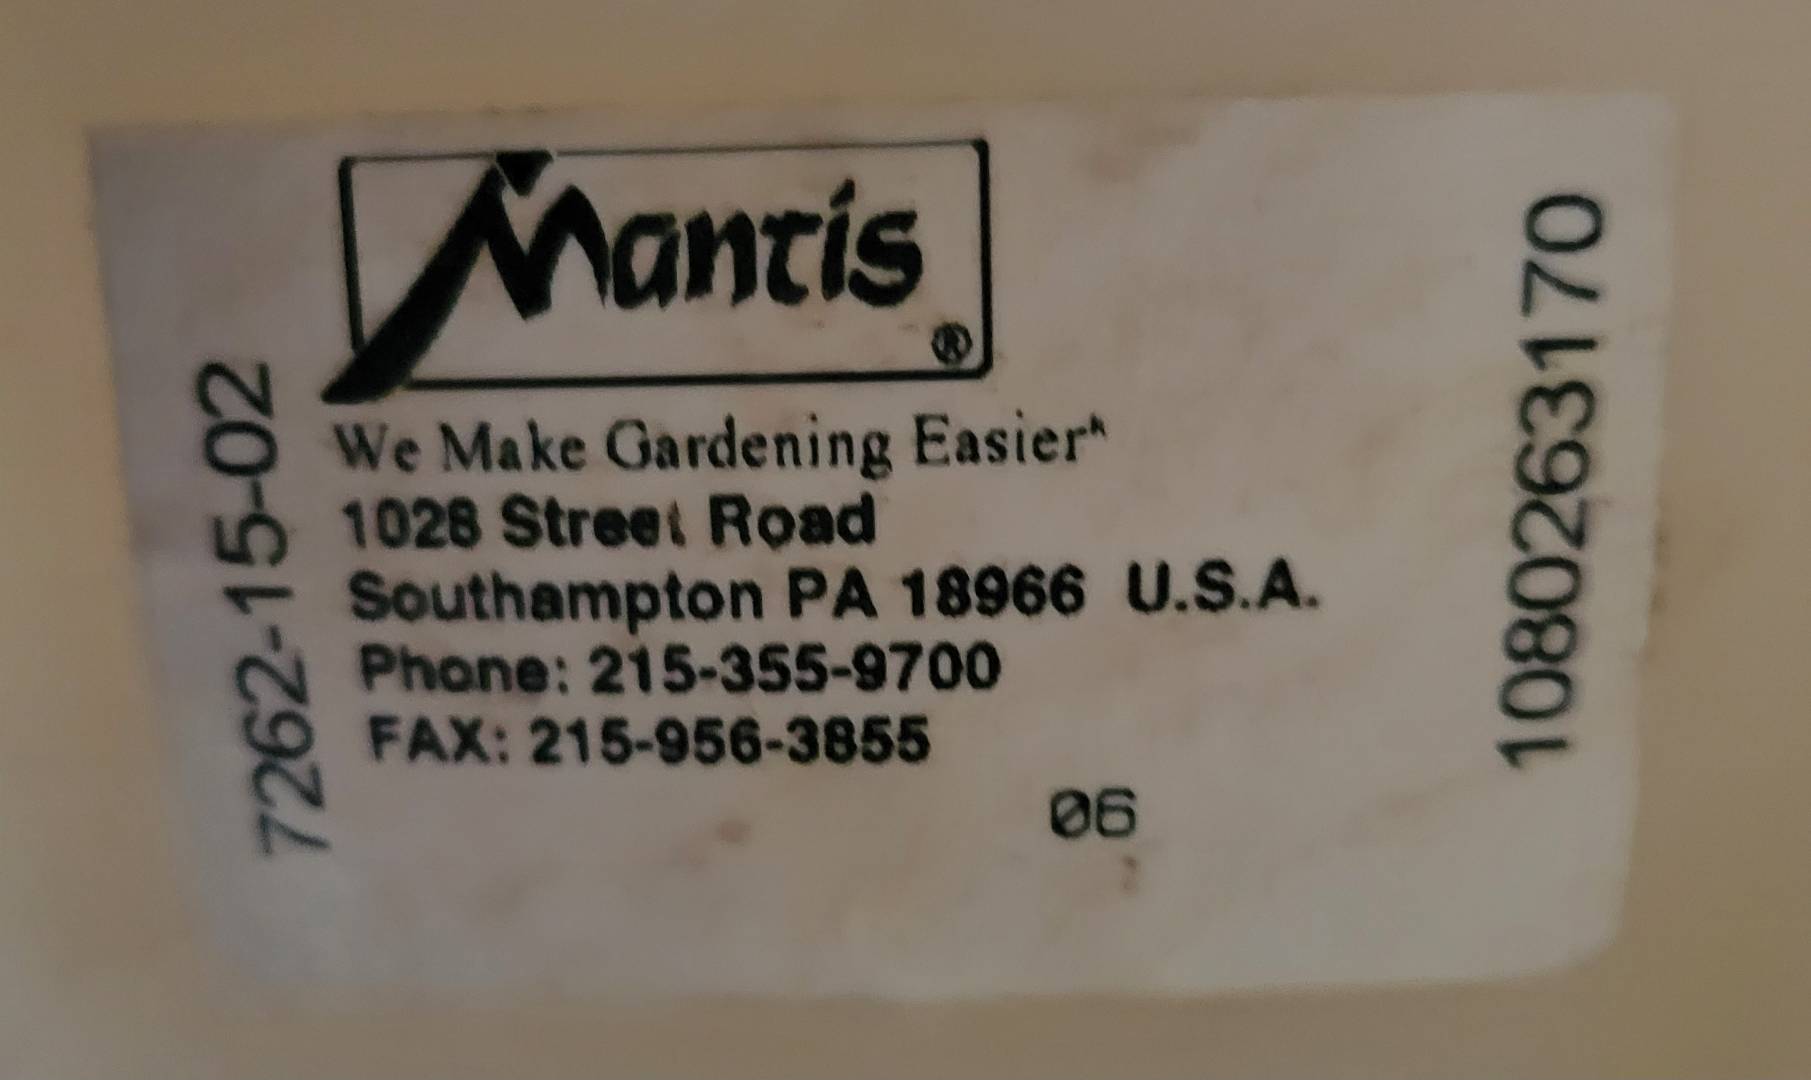 Mantis
®
We Make Gardening Easier
1028 Street Road
Southampton PA 18966 U.S.A.
Phone: 215-355-9700
FAX: 215-956-3855
06
7262-15-02
10802631​70